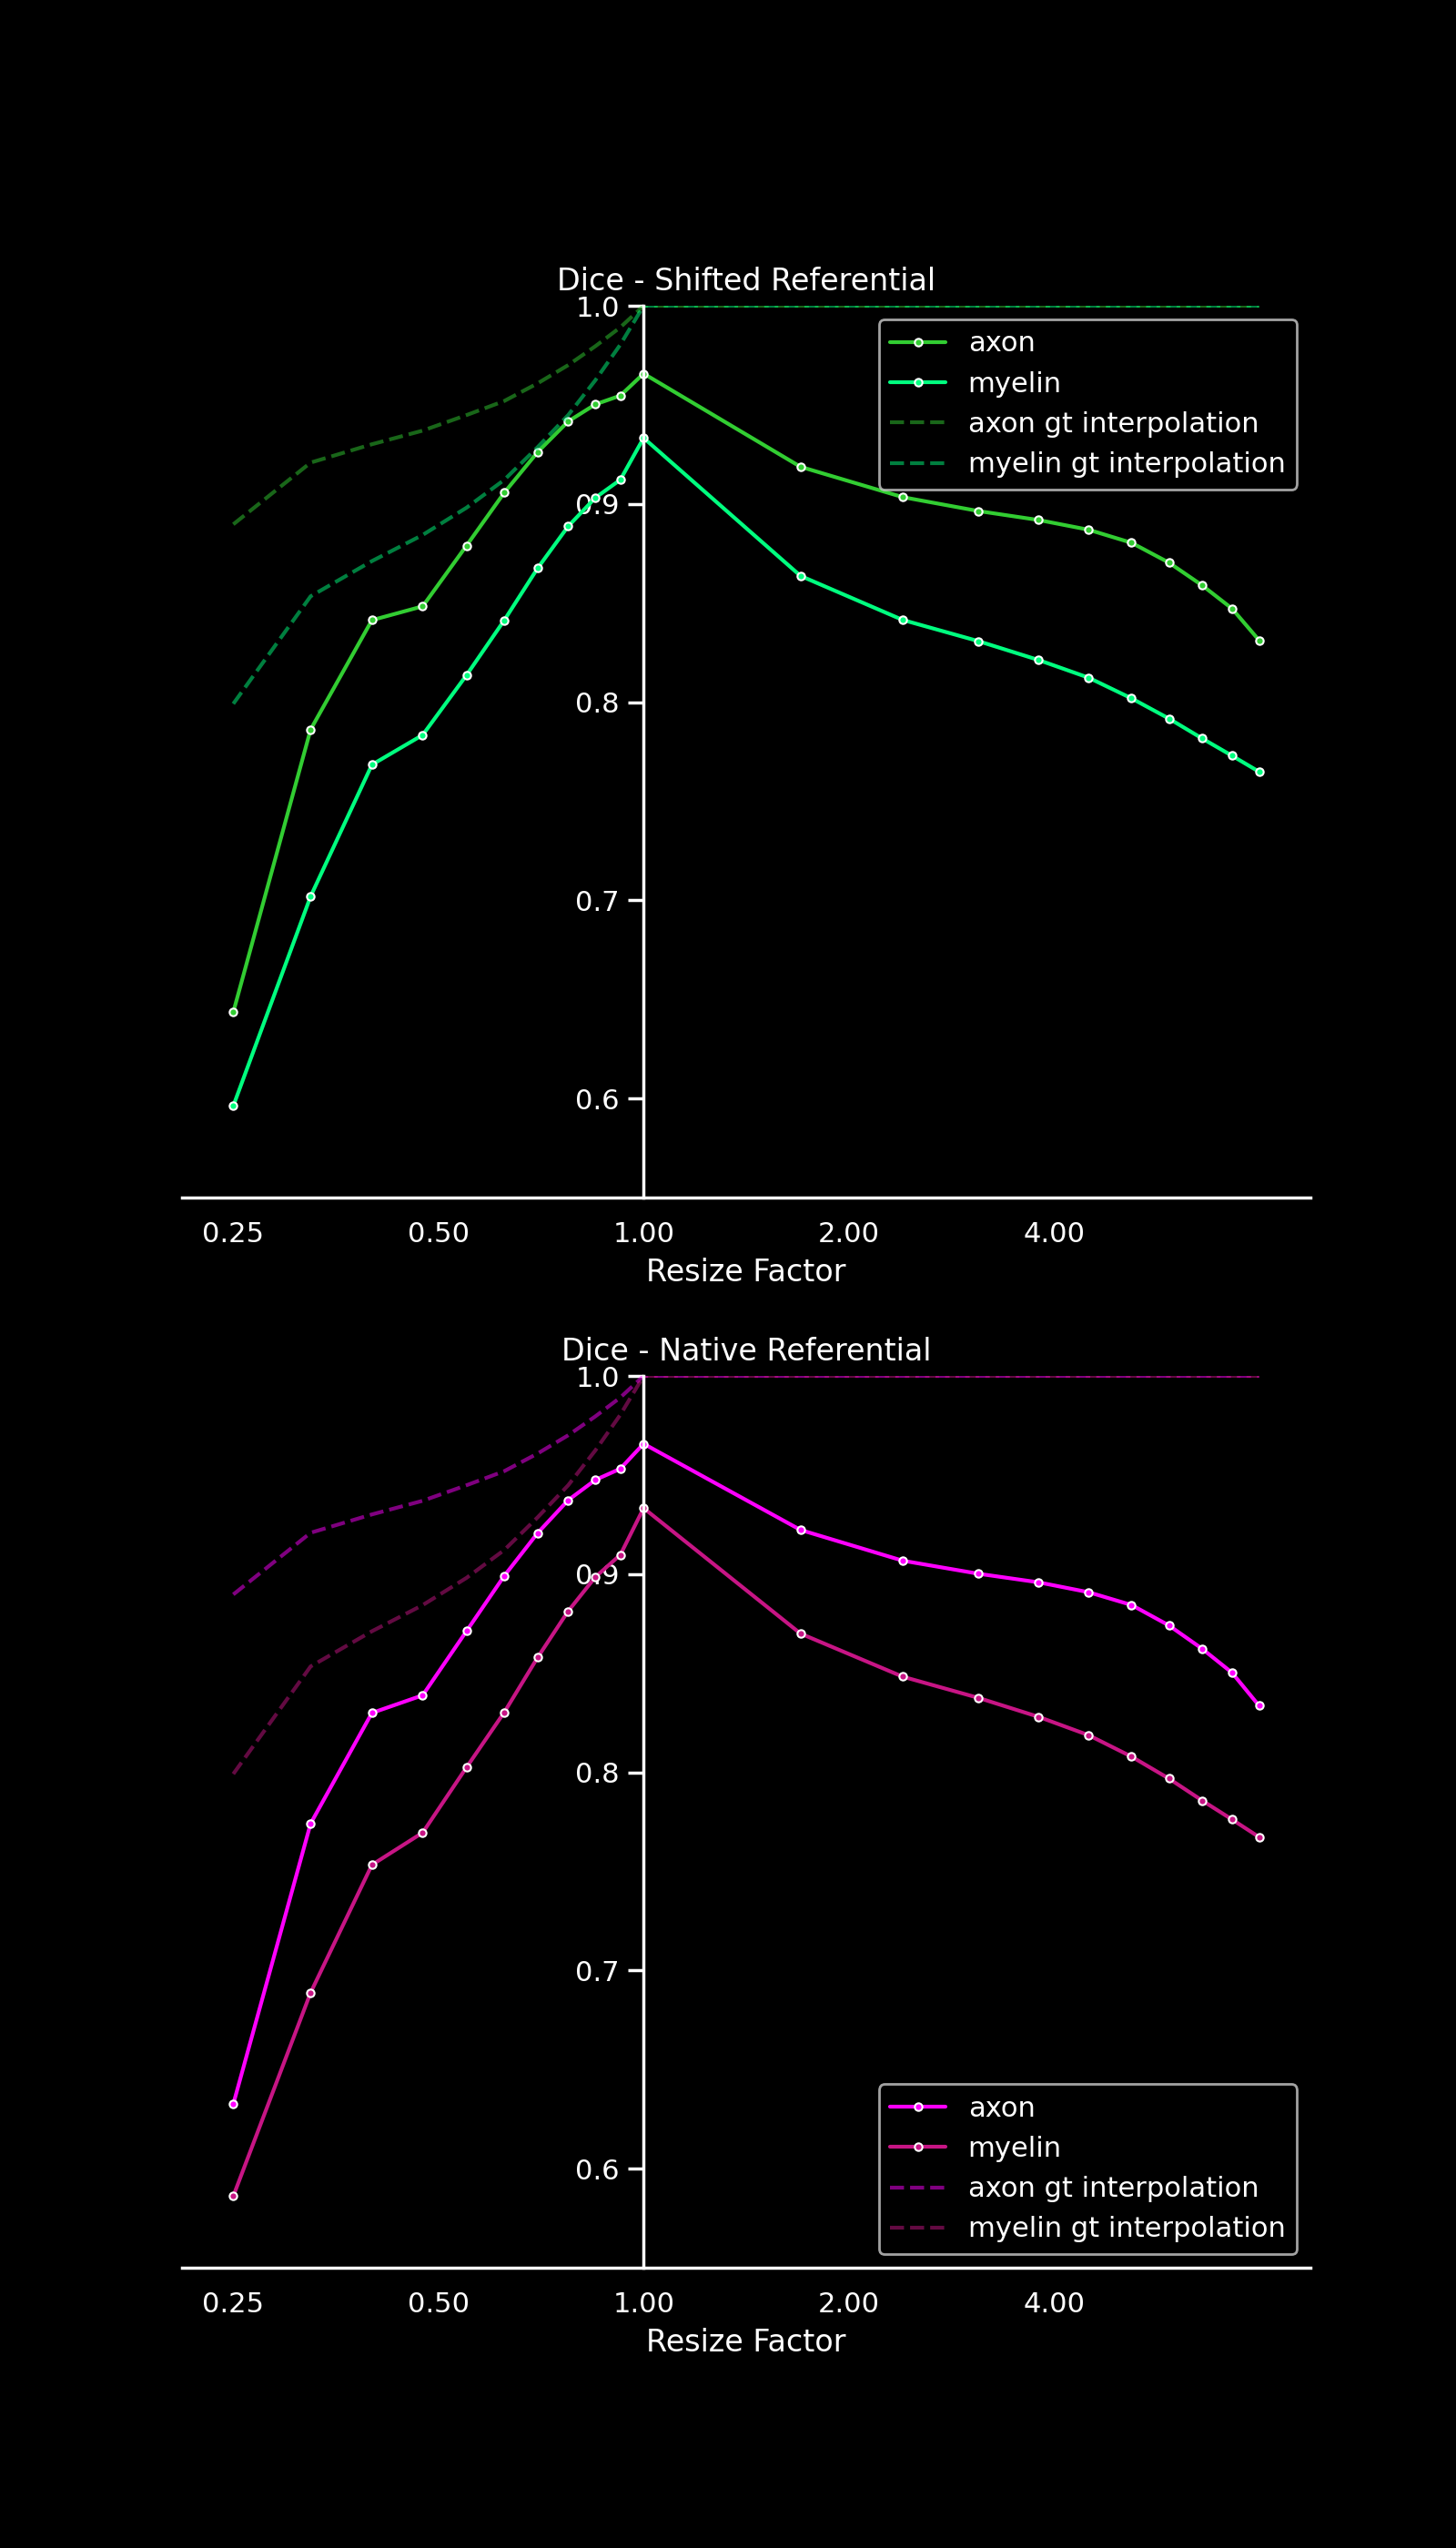 Dice - Shifted Referential
1.0
axon
myelin
axon gt interpolation
myelin gt interpolation
0.9
0.8
0.7
0.6
0.25 0.50 1.00 2.00 4.00
Resize Factor
Dice - Native Referential
1.0
0.9
0.8
0.7
axon
myelin
0.6
axon gt interpolation
myelin gt interpolation
0.25 0.50 1.00 2.00 4.00
Resize Factor